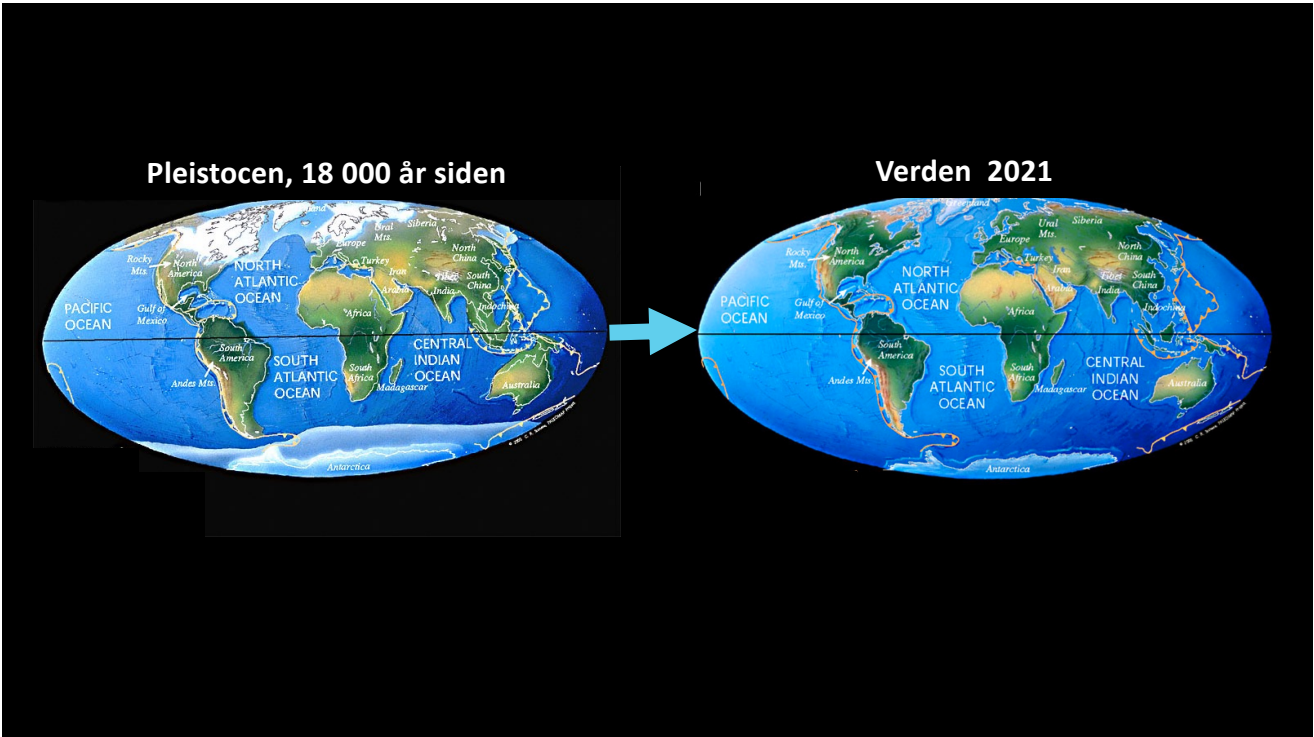 Pleistocen, 18 000 år siden
land
Siberia
Ural
Mts.
Europe
North
China
Rocky
Mts.
North
America
NORTH
ATLANTIC
OCEAN
Turkey
Iran
Tibet
South
China
Arabia
India
Indochina
PACIFIC
OCEAN
Gulf of
Mexico
Africa
South
America
CENTRAL
INDIAN
OCEAN
SOUTH
ATLANTIC
OCEAN
South
Africa
Andes Mts.
Madagascar
Australia
Antarctica
Verden 2021
Greenland
Siberia
Ural
Mts.
Europe
North
China
Rocky
Mts.
North
America
Turkey
Iran
Tibet
South
China
NORTH
ATLANTIC
OCEAN
Arabia
India
Indochina
PACIFIC
OCEAN
Gulf of
Mexico
Africa
South
America
CENTRAL
INDIAN
OCEAN
SOUTH
ATLANTIC
OCEAN
South
Africa
Andes Mts.
Madagascar
Australia
Antarctica